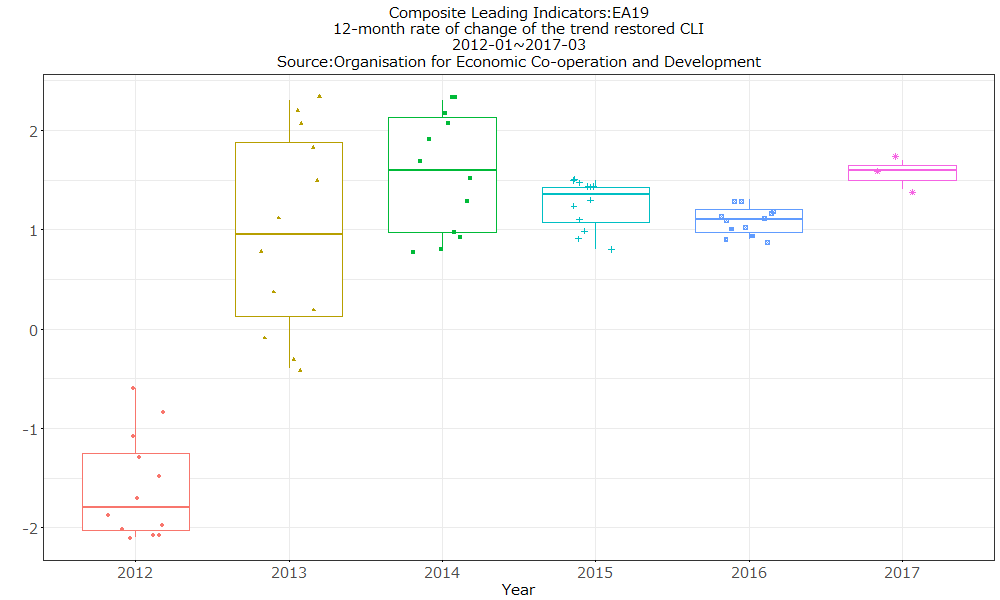 Composite Leading Indicators:EA19
12-month rate of change of the trend restored CLI
2012-01~2017-03
Source:Organisation for Economic Co-operation and Development
2
1
0
-1
-2
2012 2013 2014 2015 2016 2017
Year